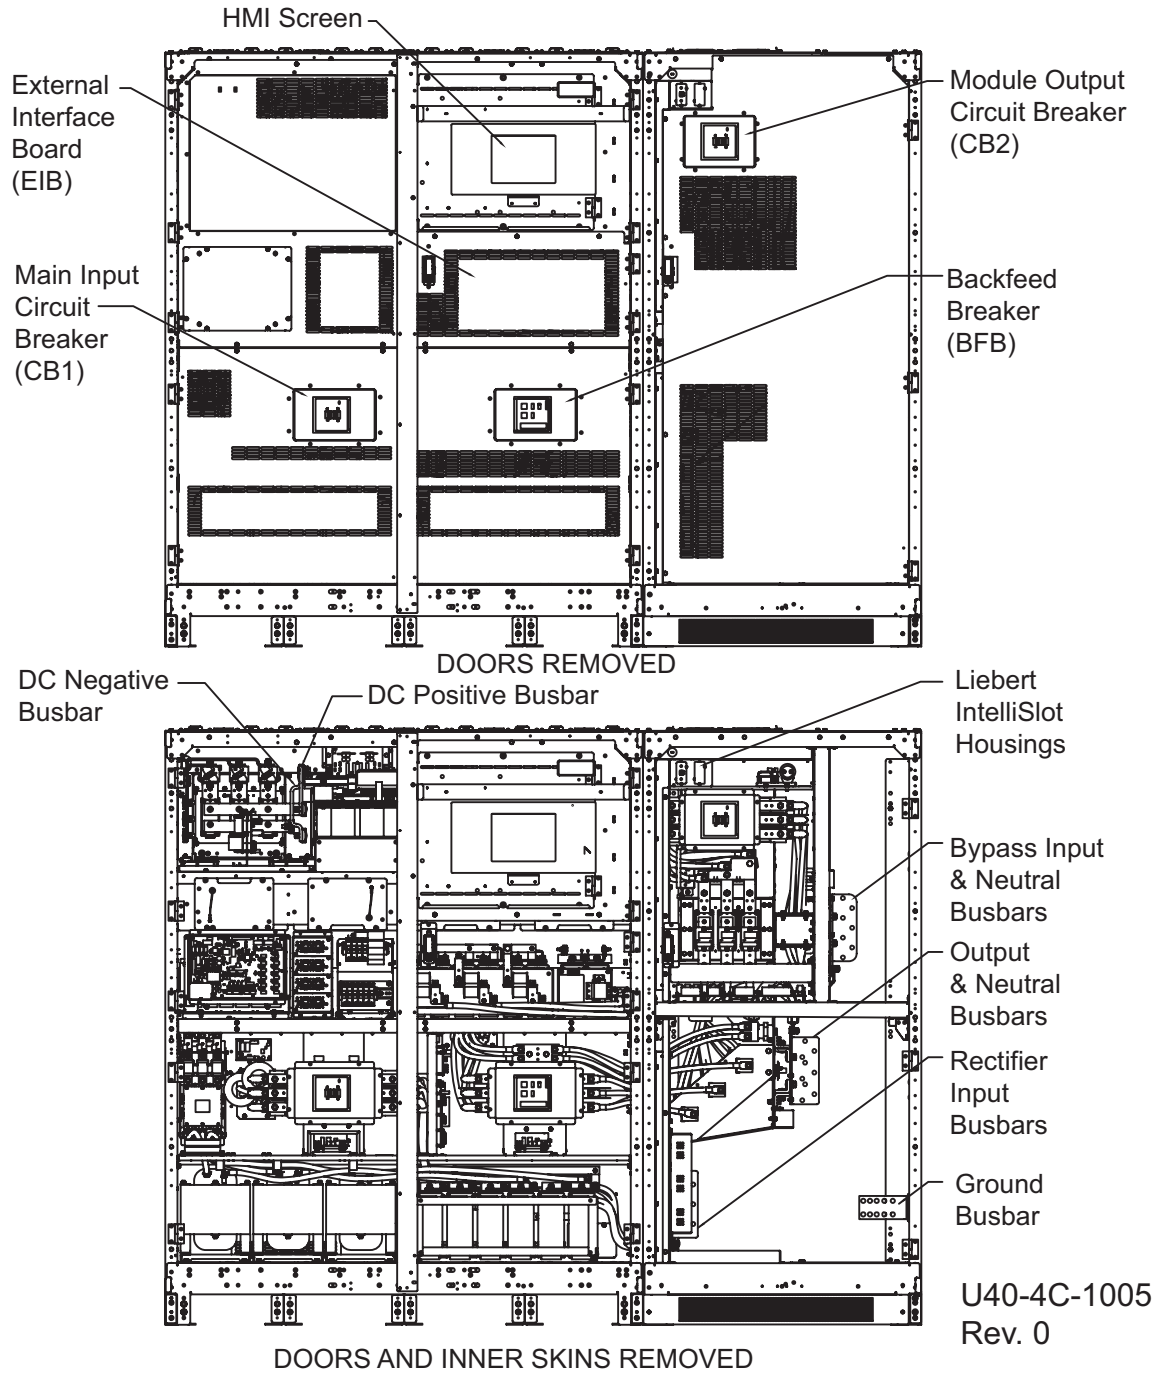 HMI Screen
External
Interface
Board
(EIB)
Module Output
Circuit Breaker
(CB2)
Main Input
Circuit
Breaker
(CB1)
Backfeed
Breaker
(BFB)
DOORS REMOVED
DC Negative
Busbar
DC Positive Busbar
Liebert
IntelliSlot
Housings
Bypass Input
& Neutral
Busbars
Output
& Neutral
Busbars
Rectifier
Input
Busbars
Ground
Busbar
U40-4C-1005
Rev. 0
DOORS AND INNER SKINS REMOVED